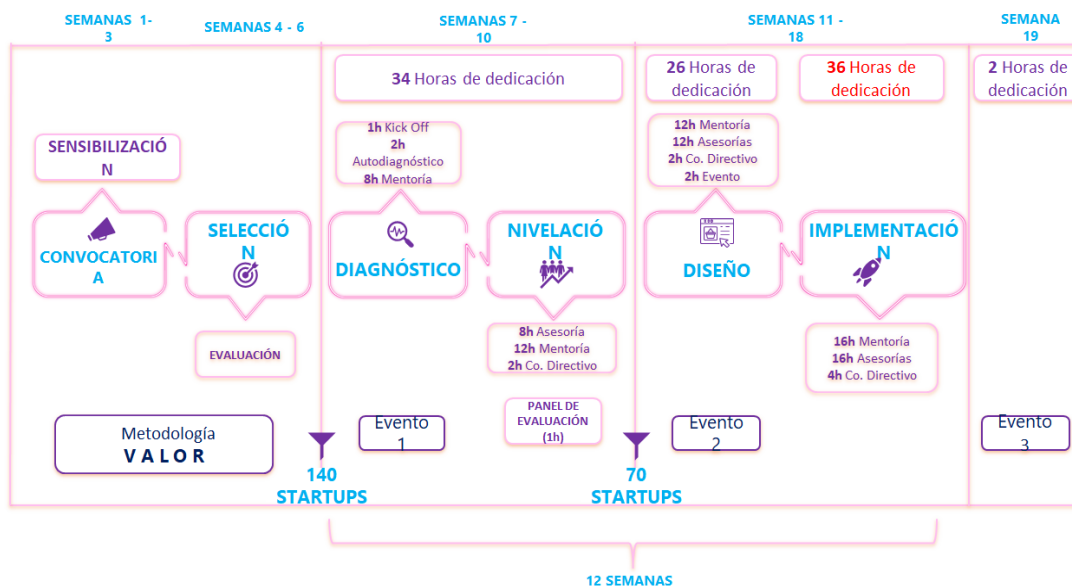 SEMANAS 1-
3
SEMANAS 4 - 6
SEMANAS 7 -
10
SEMANAS 11 -
18
SEMANA
19
34 Horas de dedicación
26 Horas de
dedicación
36 Horas de
dedicación
2 Horas de
dedicación
SENSIBILIZACIÓ
N
1h Kick Off
2h
Autodiagnóstico
8h Mentoría
12h Mentoría
12h Asesorías
2h Co. Directivo
2h Evento
CONVOCATORI
A
SELECCIÓ
N
DIAGNÓSTICO
NIVELACIÓ
N
DISEÑO
IMPLEMENTACIÓ
N
EVALUACIÓN
8h Asesoría
12h Mentoría
2h Co. Directivo
16h Mentoría
16h Asesorías
4h Co. Directivo
PANEL DE
EVALUACIÓN
(1h)
Metodología
V A L O R
Evento
1
Evento
2
Evento
3
140
STARTUPS
70
STARTUPS
12 SEMANAS